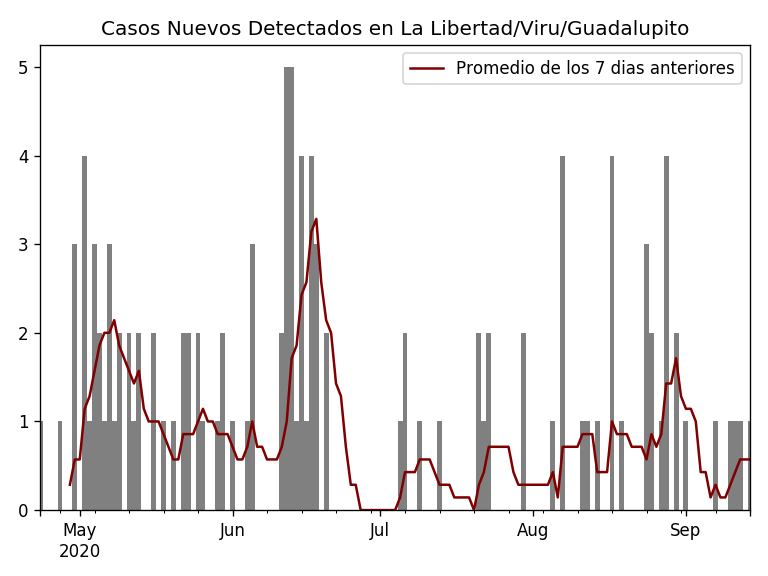 Casos Nuevos Detectados en La Libertad/Viru/Guadalupito
Promedio de los 7 dias anteriores
5
4
3
2
1
0
May Jun Jul Aug Sep
2020